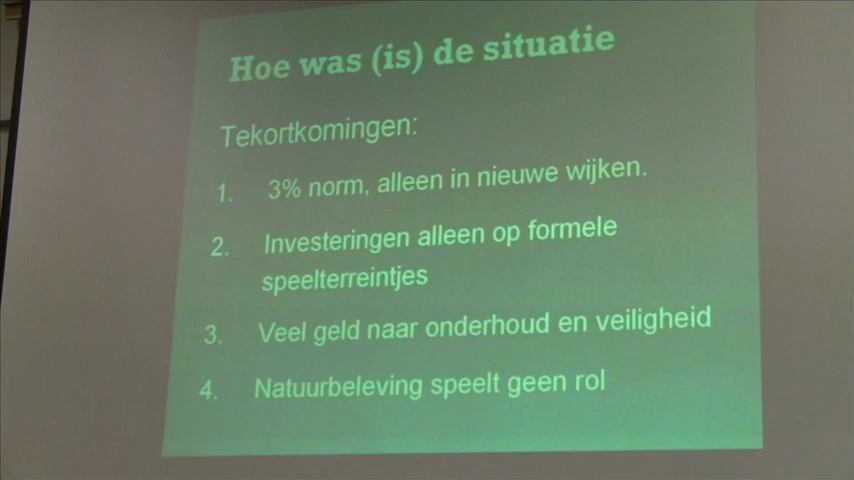 Hoe was (is) de situatie
Tekortkomingen:
1. 3% norm, alleen in nieuwe wijken.
2. Investeringen alleen op formele
speelterreintjes
3. Veel geld naar onderhoud en veiligheid
4. Natuurbeleving speelt geen rol